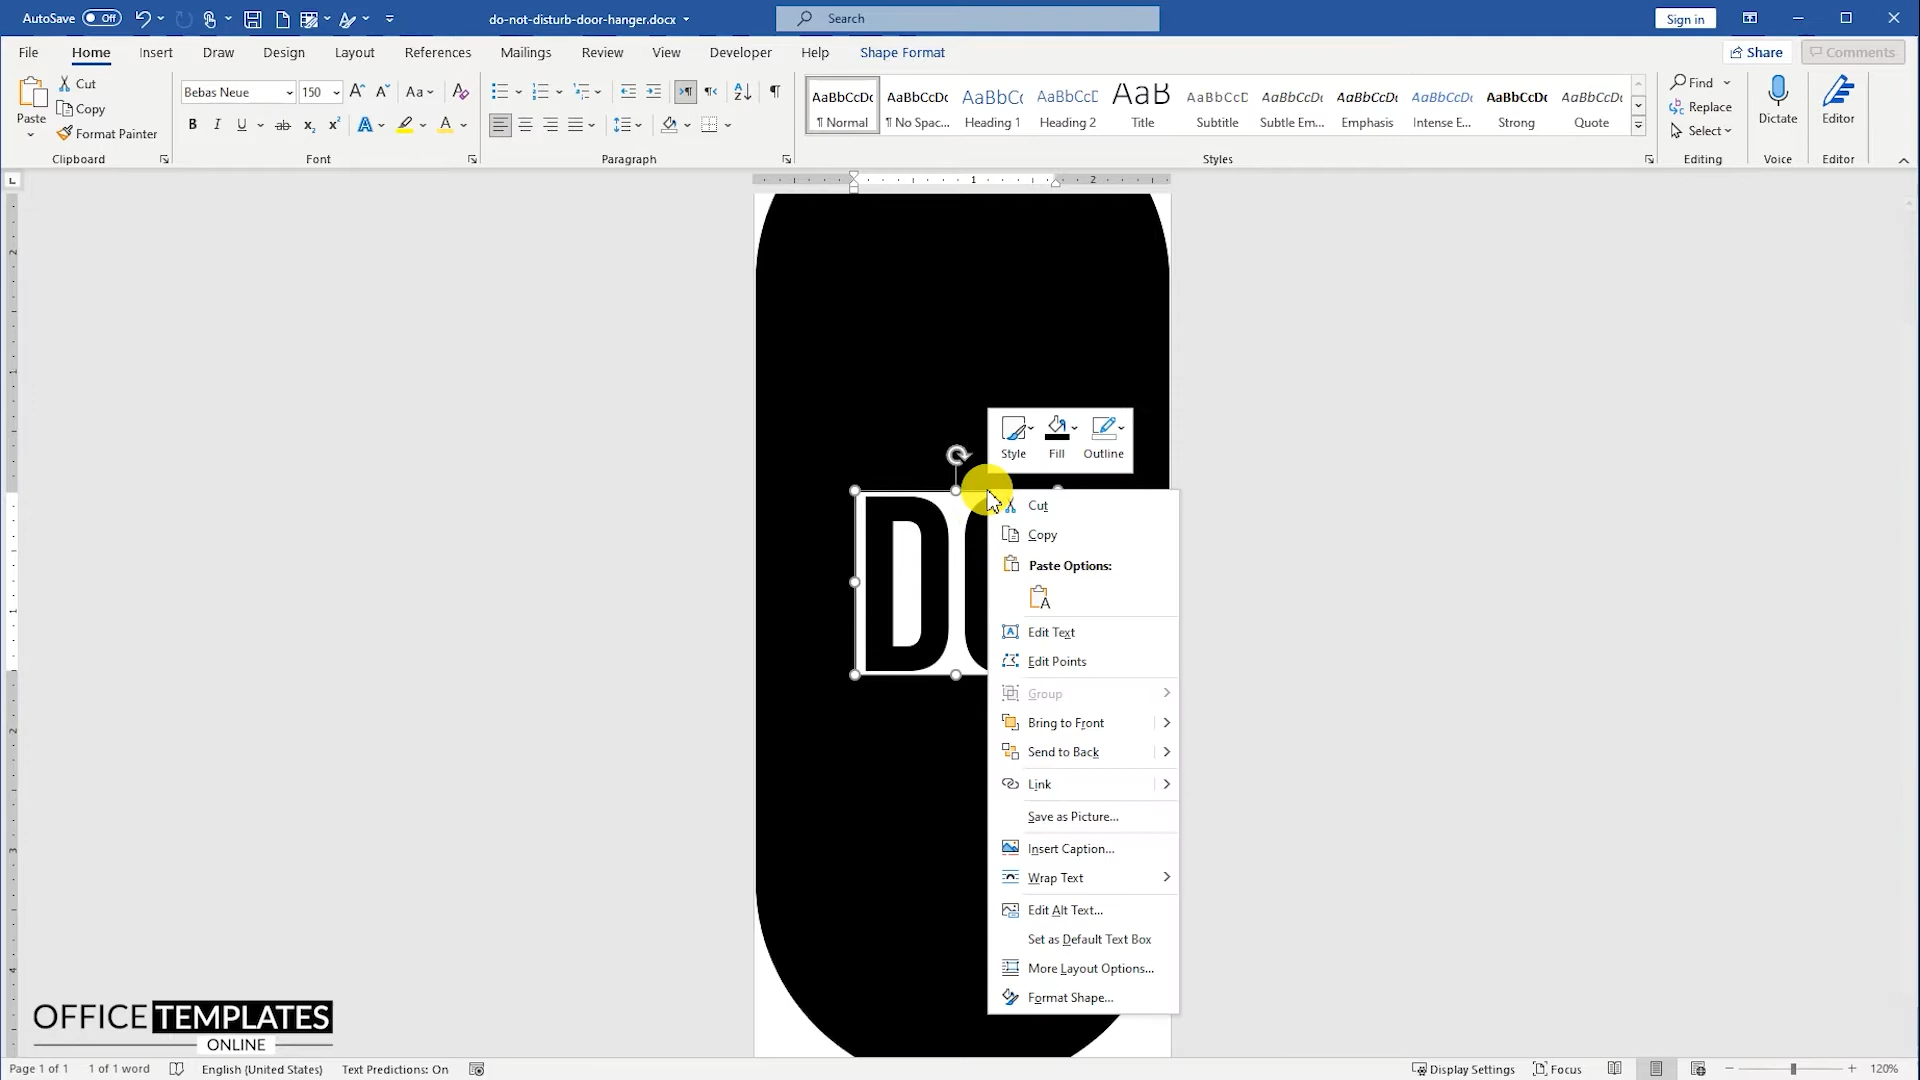 AutoSave Off
do-not-disturb-door-hanger.docx
Search
Sign in
File Home Insert Draw Design Layout References Mailings Review View Developer Help Shape Format
Share Comments
Paste
Cut
Copy
Format Painter
Clipboard
Bebas Neue 150
Font
Paragraph
AaBbCcDc ¶ Normal
AaBbCcDc ¶ No Spac...
AaBbC( Heading 1
AaBbCcD Heading 2
AaB Title
AaBbCcD Subtitle
AaBbCcDc Subtle Em...
AaBbCcDc Emphasis
AaBbCcDc Intense E...
AaBbCcDc Strong
AaBbCcDc Quote
Styles
Find
Replace
Select
Editing
Dictate
Voice
Editor
Editor
1 2
Style Fill Outline
D
Cut
Copy
Paste Options:
Edit Text
Edit Points
Group
Bring to Front
Send to Back
Link
Save as Picture...
Insert Caption...
Wrap Text
Edit Alt Text...
Set as Default Text Box
More Layout Options...
Format Shape...
OFFICE TEMPLATES
ONLINE
Page 1 of 1 1 of 1 word English (United States) Text Predictions: On
Display Settings Focus 120%